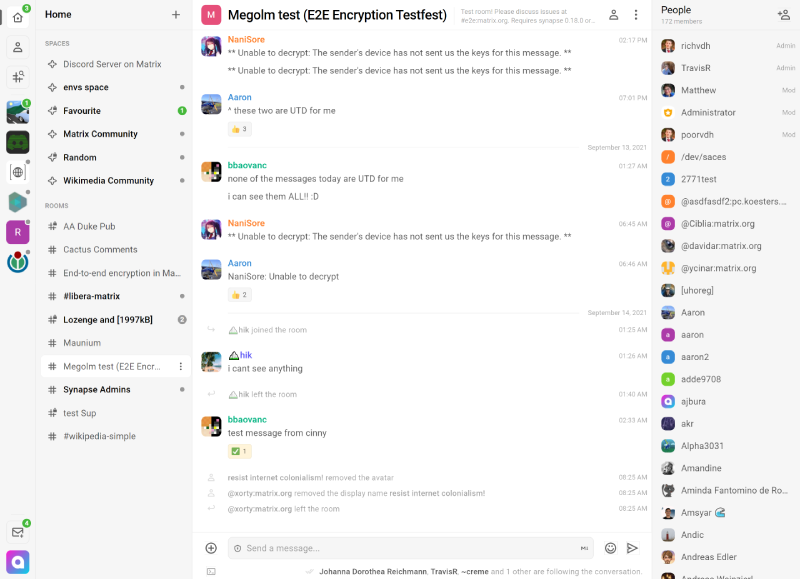 3
1
R
4
Home
SPACES
Discord Server on Matrix
envs space
Favourite
1
Matrix Community
Random
Wikimedia Community
ROOMS
AA Duke Pub
Cactus Comments
End-to-end encryption in Ma...
#libera-matrix
Lozenge and [1997kB]
2
Maunium
Megolm test (E2E Encr...
Synapse Admins
test Sup
#wikipedia-simple
M
Megolm test (E2E Encryption Testfest)
Test room! Please discuss issues at
#e2e:matrix.org. Requires synapse 0.18.0 or...
NaniSore
02:17 PM
** Unable to decrypt: The sender's device has not sent us the keys for this message. **
** Unable to decrypt: The sender's device has not sent us the keys for this message. **
Aaron
07:01 PM
^ these two are UTD for me
👍 3
September 13, 2021
bbaovanc
01:27 AM
none of the messages today are UTD for me
i can see them ALL!! :D
NaniSore
06:45 AM
** Unable to decrypt: The sender's device has not sent us the keys for this message. **
Aaron
06:46 AM
NaniSore: Unable to decrypt
👍 2
September 14, 2021
hik joined the room
01:25 AM
hik
01:26 AM
i cant see anything
hik left the room
01:40 AM
bbaovanc
02:33 AM
test message from cinny
✅ 1
resist internet colonialism! removed the avatar
08:25 AM
@xorty:matrix.org removed the display name resist internet colonialism!
08:25 AM
@xorty:matrix.org left the room
08:25 AM
Send a message...
Johanna Dorothea Reichmann, TravisR, ~creme and 1 other are following the conversation.
People
172 members
richvdh
Admin
TravisR
Admin
Matthew
Mod
Administrator
Mod
poorvdh
Mod
/
/dev/saces
2
2771test
@
@asdfasdf2:pc.koesters....
@
@Ciblia:matrix.org
@davidar:matrix.org
@ycinar:matrix.org
[uhoreg]
Aaron
a
aaron
a
aaron2
a
adde9708
ajbura
akr
Alpha3031
Amandine
Aminda Fantomino de Ro...
Amsyar
Andic
Andreas Edler